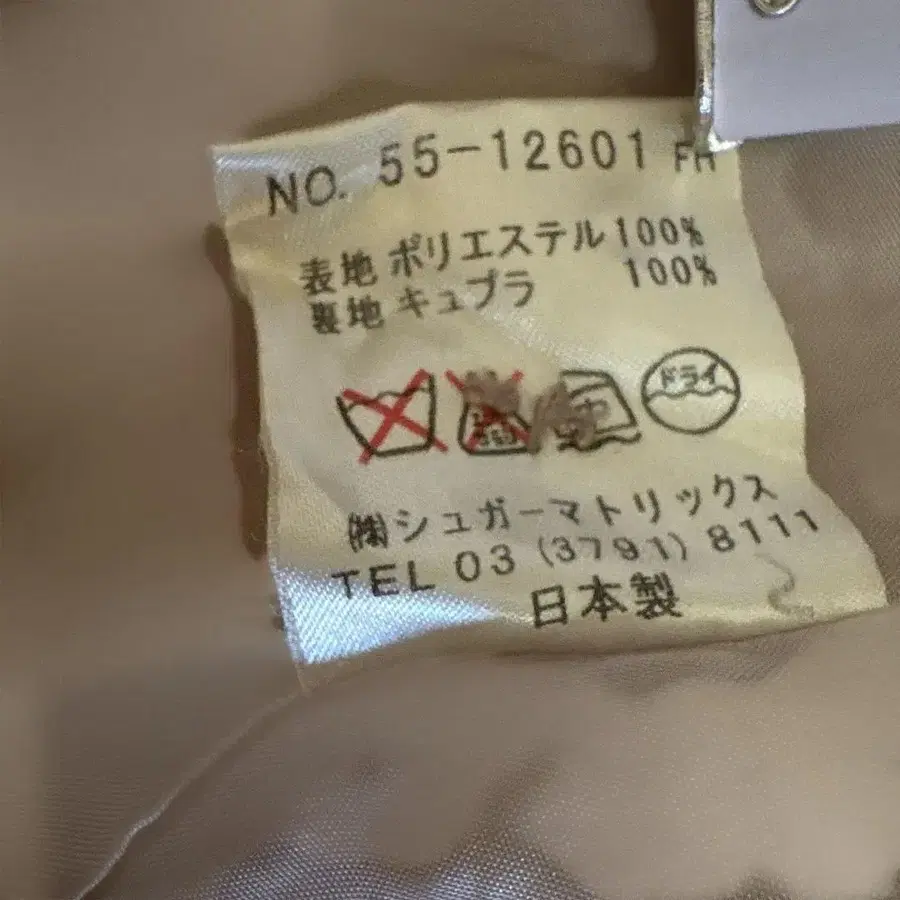 NO. 55-12601 FH
表地 ポリエステル100%
裏地 キュプラ 100%
中 ドライ
㈱シュガーマトリックス
TEL 03 (3791) 8111
日本製